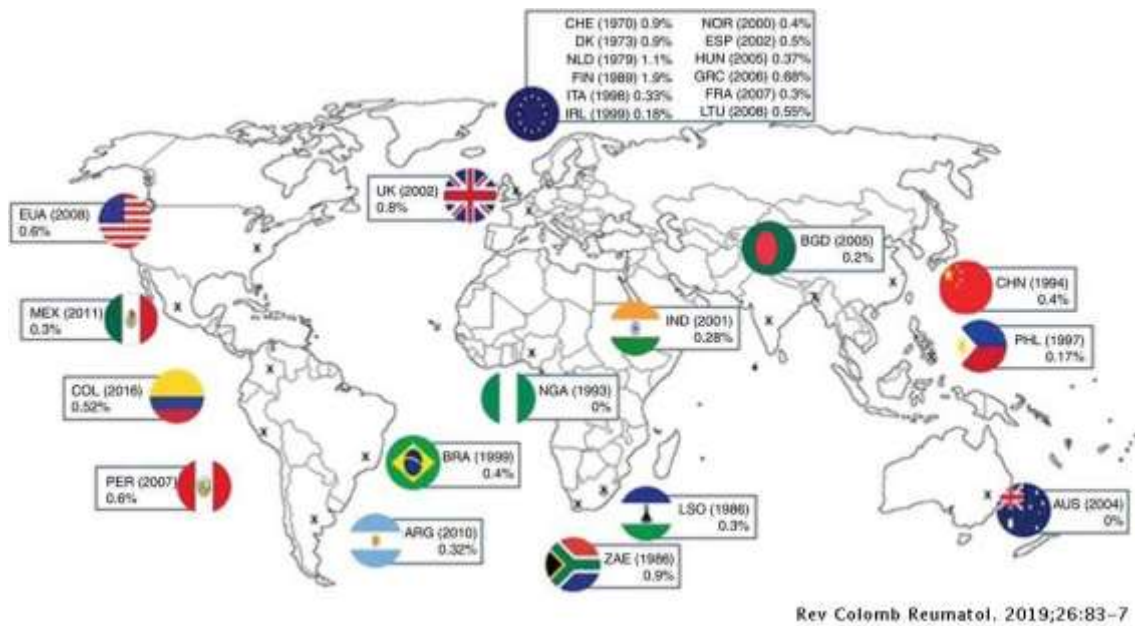 CHE (1970) 0.9% NOR (2000) 0.4%
DK (1973) 0.9% ESP (2002) 0.5%
NLD (1979) 1.1% HUN (2005) 0.37%
FIN (1989) 1.9% GRC (2006) 0.68%
ITA (1998) 0.33% FRA (2007) 0.3%
IRL (1999) 0.18% LTU (2008) 0.55%
UK (2002)
0.8%
EUA (2008)
0.6%
BGD (2005)
0.2%
CHN (1994)
0.4%
MEX (2011)
0.3%
IND (2001)
0.28%
PHL (1997)
0.17%
COL (2016)
0.52%
NGA (1993)
0%
BRA (1999)
0.4%
PER (2007)
0.6%
LSO (1986)
0.3%
AUS (2004)
0%
ARG (2010)
0.32%
ZAE (1986)
0.9%
Rev Colomb Reumatol. 2019;26:83–7